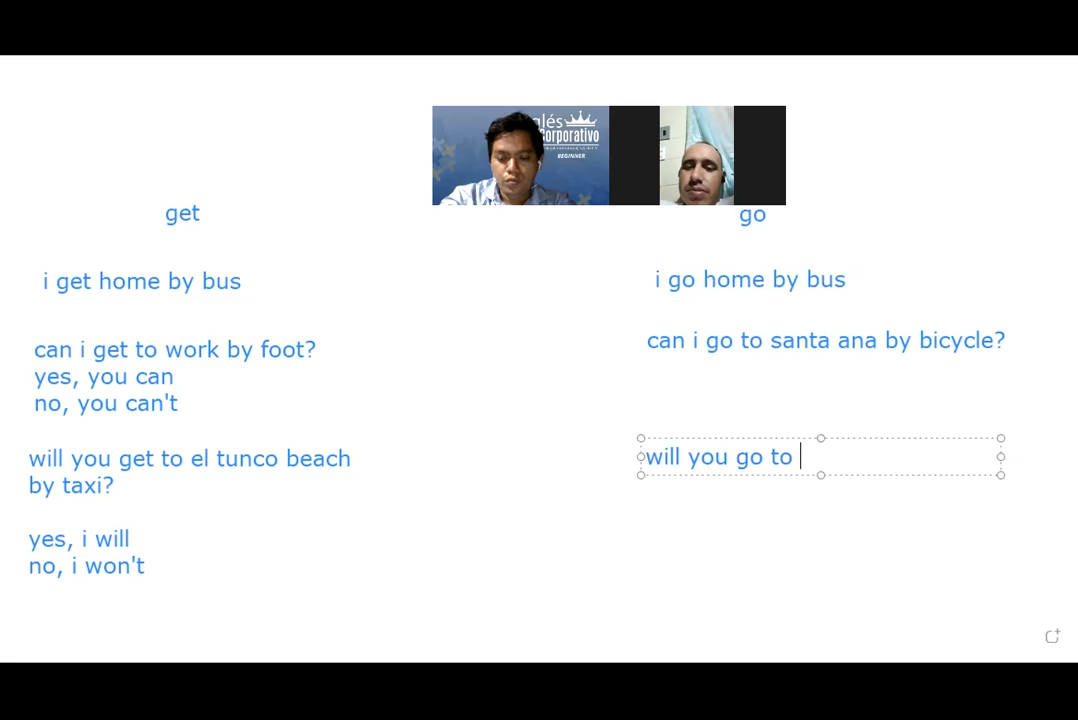 glés
Corporativo
BEGINNER
get
go
i get home by bus
i go home by bus
can i get to work by foot?
yes, you can
no, you can't
can i go to santa ana by bicycle?
will you get to el tunco beach
by taxi?
will you go to
yes, i will
no, i won't